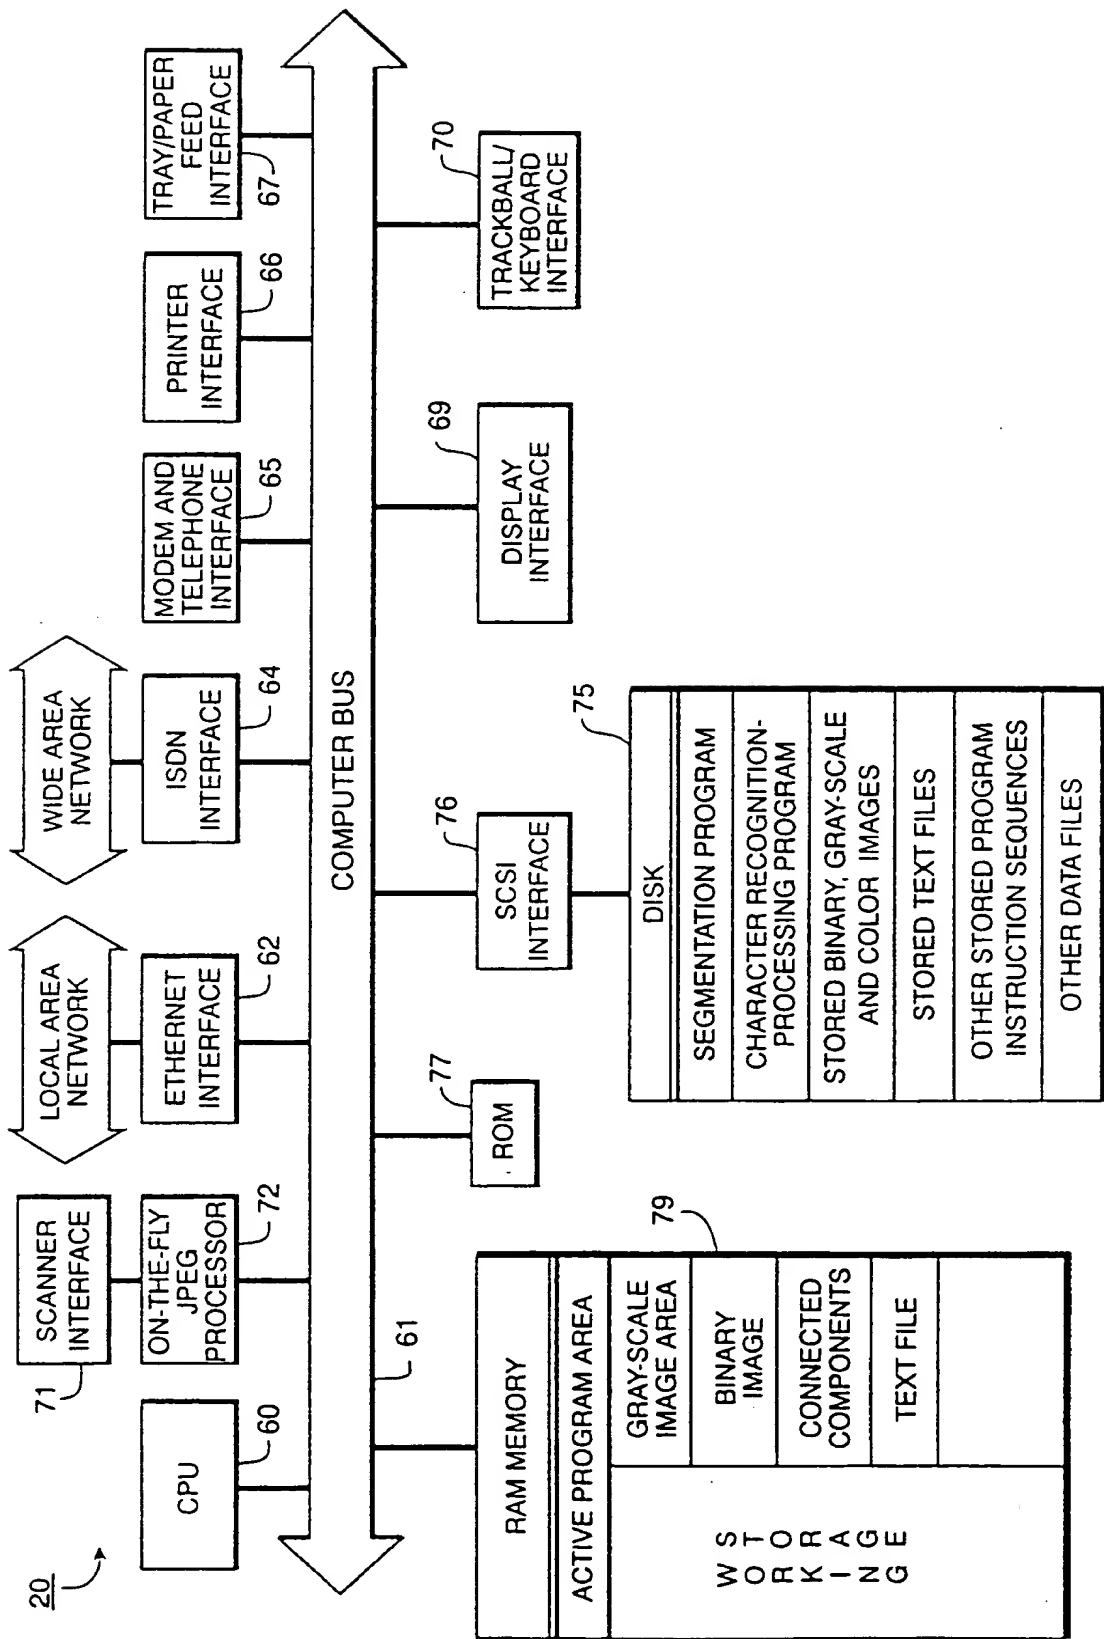 20
CPU
60
SCANNER
INTERFACE
71
ON-THE-FLY
JPEG
PROCESSOR
72
LOCAL AREA
NETWORK
ETHERNET
INTERFACE
62
WIDE AREA
NETWORK
ISDN
INTERFACE
64
MODEM AND
TELEPHONE
INTERFACE
65
PRINTER
INTERFACE
66
TRAY/PAPER
FEED
INTERFACE
67
COMPUTER BUS
61
RAM MEMORY
ACTIVE PROGRAM AREA
WORKING
STORAGE
GRAY-SCALE
IMAGE AREA
BINARY
IMAGE
CONNECTED
COMPONENTS
TEXT FILE
79
ROM
77
SCSI
INTERFACE
76
DISK
75
SEGMENTATION PROGRAM
CHARACTER RECOGNITION-
PROCESSING PROGRAM
STORED BINARY, GRAY-SCALE
AND COLOR IMAGES
STORED TEXT FILES
OTHER STORED PROGRAM
INSTRUCTION SEQUENCES
OTHER DATA FILES
DISPLAY
INTERFACE
69
TRACKBALL/
KEYBOARD
INTERFACE
70